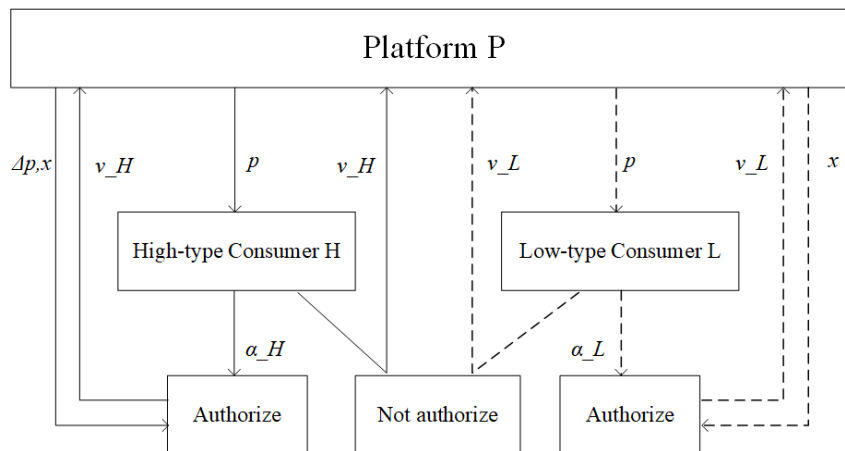 Platform P
Δp,x
v_H
p
v_H
v_L
p
v_L
x
High-type Consumer H
Low-type Consumer L
α_H
α_L
Authorize
Not authorize
Authorize